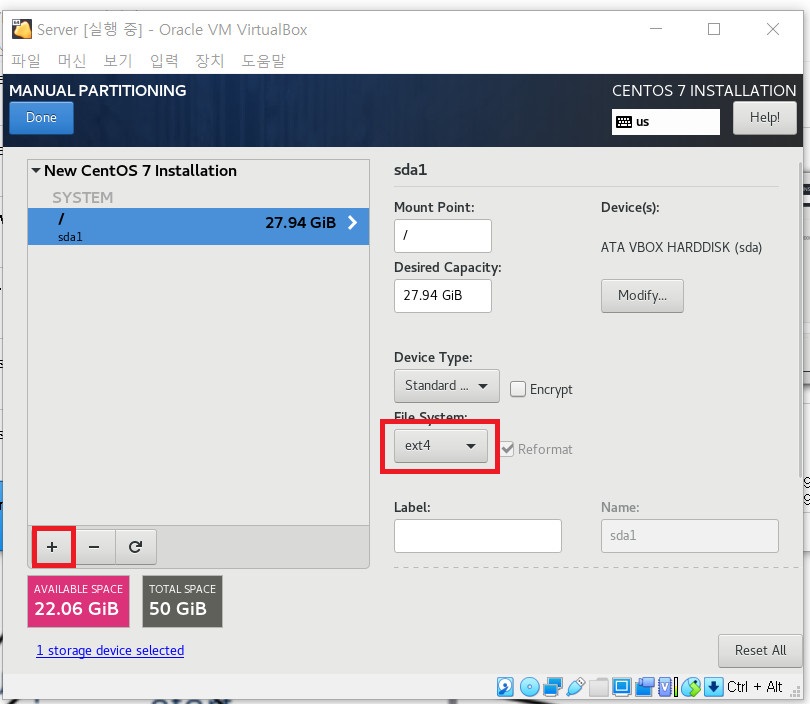 Server [실행 중] - Oracle VM VirtualBox
파일 머신 보기 입력 장치 도움말
MANUAL PARTITIONING
CENTOS 7 INSTALLATION
Done
us
Help!
New CentOS 7 Installation
SYSTEM
/
27.94 GiB
sda1
sda1
Mount Point:
/
Device(s):
ATA VBOX HARDDISK (sda)
Desired Capacity:
27.94 GiB
Modify...
Device Type:
Standard ...
Encrypt
File System:
ext4
Reformat
Label:
Name:
sda1
+ −
AVAILABLE SPACE
22.06 GiB
TOTAL SPACE
50 GiB
1 storage device selected
Reset All
Ctrl + Alt